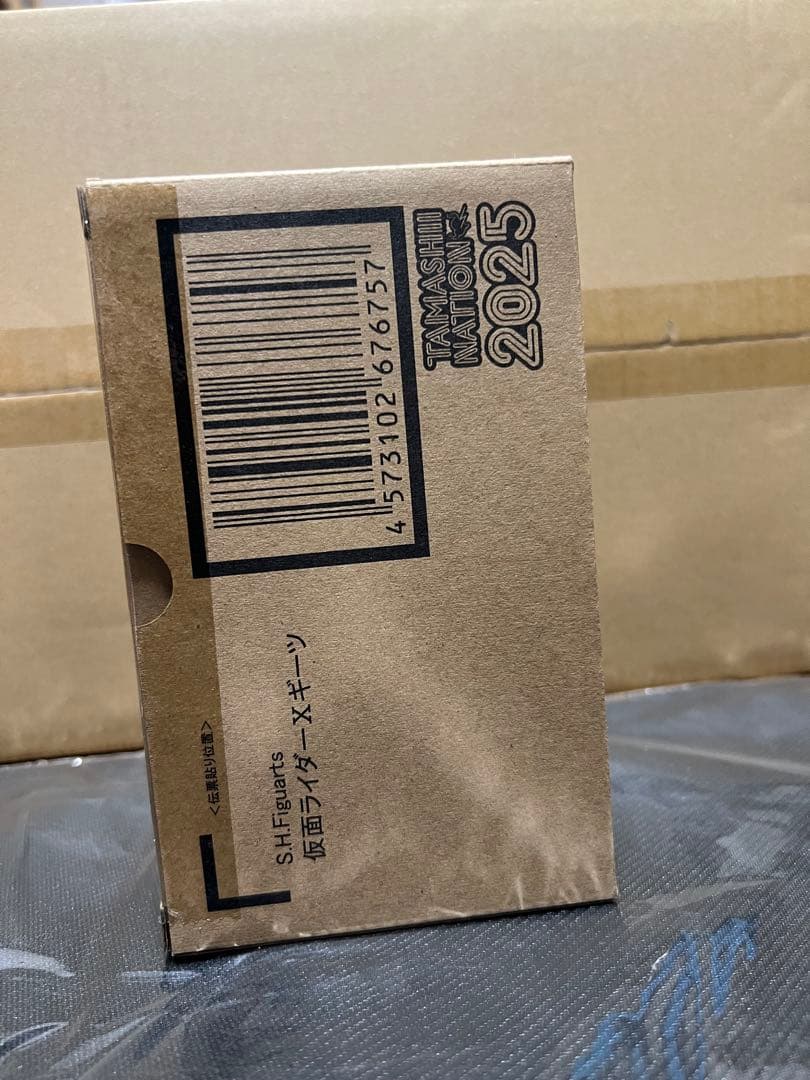 TAMASHIII
NATION
2025
4 573102 676757
<伝票貼り位置>
S.H.Figuarts
仮面ライダーXギーツ